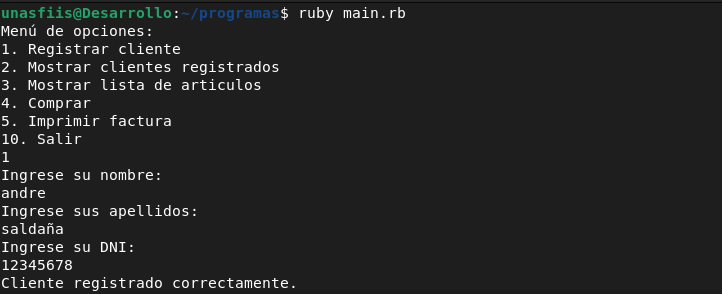 unasfiis@Desarrollo:~/programas$ ruby main.rb
Menú de opciones:
1. Registrar cliente
2. Mostrar clientes registrados
3. Mostrar lista de articulos
4. Comprar
5. Imprimir factura
10. Salir
1
Ingrese su nombre:
andre
Ingrese sus apellidos:
saldaña
Ingrese su DNI:
12345678
Cliente registrado correctamente.